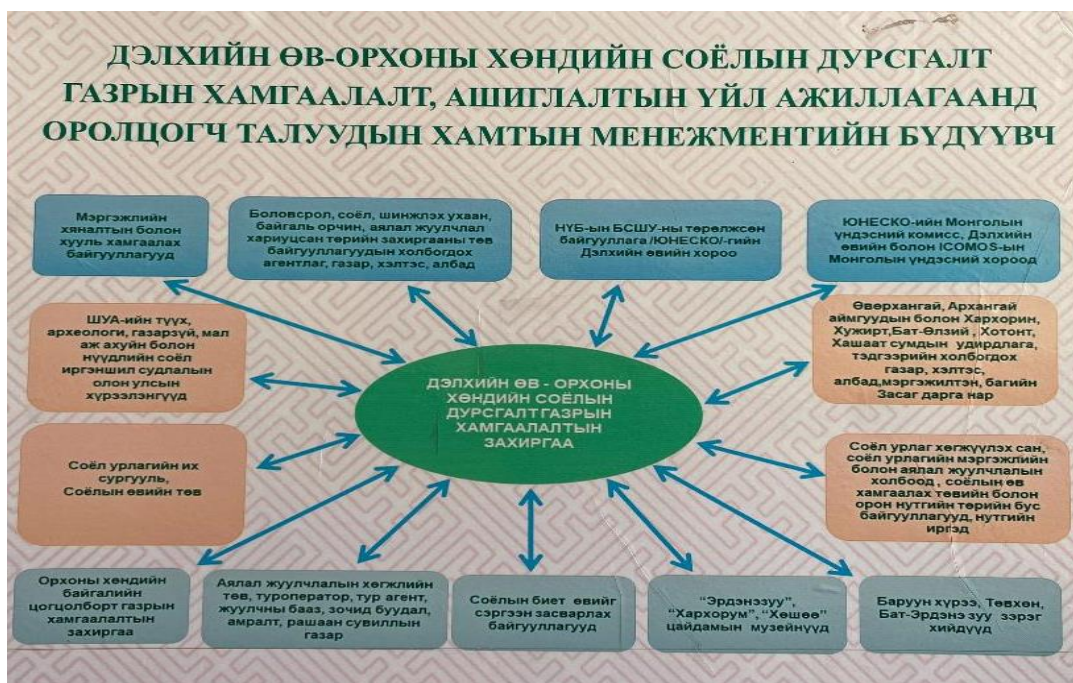 ДЭЛХИЙН ӨВ-ОРХОНЫ ХӨНДИЙН СОЁЛЫН ДУРСГАЛТ
ГАЗРЫН ХАМГААЛАЛТ, АШИГЛАЛТЫН ҮЙЛ АЖИЛЛАГААНД
ОРОЛЦОГЧ ТАЛУУДЫН ХАМТЫН МЕНЕЖМЕНТИЙН БҮДҮҮВЧ
Мэргэжлийн
хяналтын болон
хууль хамгаалах
байгууллагууд
Боловсрол, соёл, шинжлэх ухаан,
байгаль орчин, аялал жуулчлал
хариуцсан төрийн захиргааны төв
байгууллагуудын холбогдох
агентлаг, газар, хэлтэс, албад
НҮБ-ын БСШУ-ны төрөлжсөн
байгууллага /ЮНЕСКО/-гийн
Дэлхийн өвийн хороо
ЮНЕСКО-ийн Монголын
үндэсний комисс, Дэлхийн
өвийн болон ICOMOS-ын
Монголын үндэсний хороод
ШУА-ийн түүх,
археологи, газарзүй, мал
аж ахуйн болон
нүүдлийн соёл
иргэншил судлалын
олон улсын
хүрээлэнгүүд
Өвөрхангай, Архангай
аймгуудын болон Хархорин,
Хужирт,Бат-Өлзий , Хотонт,
Хашаат сумдын удирдлага,
тэдгээрийн холбогдох
газар, хэлтэс,
албад,мэргэжилтэн, багийн
Засаг дарга нар
ДЭЛХИЙН ӨВ - ОРХОНЫ
ХӨНДИЙН СОЁЛЫН
ДУРСГАЛТ ГАЗРЫН
ХАМГААЛАЛТЫН
ЗАХИРГАА
Соёл урлагийн их
сургууль,
Соёлын өвийн төв
Соёл урлаг хөгжүүлэх сан,
соёл урлагийн мэргэжлийн
болон аялал жуулчлалын
холбоод , соёлын өв
хамгаалах төвийн болон
орон нутгийн төрийн бус
байгууллагууд, нутгийн
иргэд
Орхоны хөндийн
байгалийн
цогцолборт газрын
хамгаалалтын
захиргаа
Аялал жуулчлалын хөгжлийн
төв, туроператор, тур агент,
жуулчны бааз, зочид буудал,
амралт, рашаан сувиллын
газар
Соёлын биет өвийг
сэргээн засварлах
байгууллагууд
“Эрдэнэзуу”,
“Хархорум”, “Хөшөө”
цайдамын музейнүүд
Баруун хүрээ, Төвхөн,
Бат-Эрдэнэ зуу зэрэг
хийдүүд